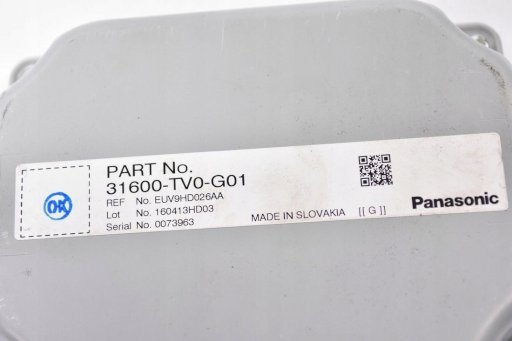 PART No.
31600-TV0-G01
REF No. EUV9HD026AA
Lot No. 160413HD03
Serial No. 0073963
MADE IN SLOVAKIA [[ G ]]
Panasonic
OK